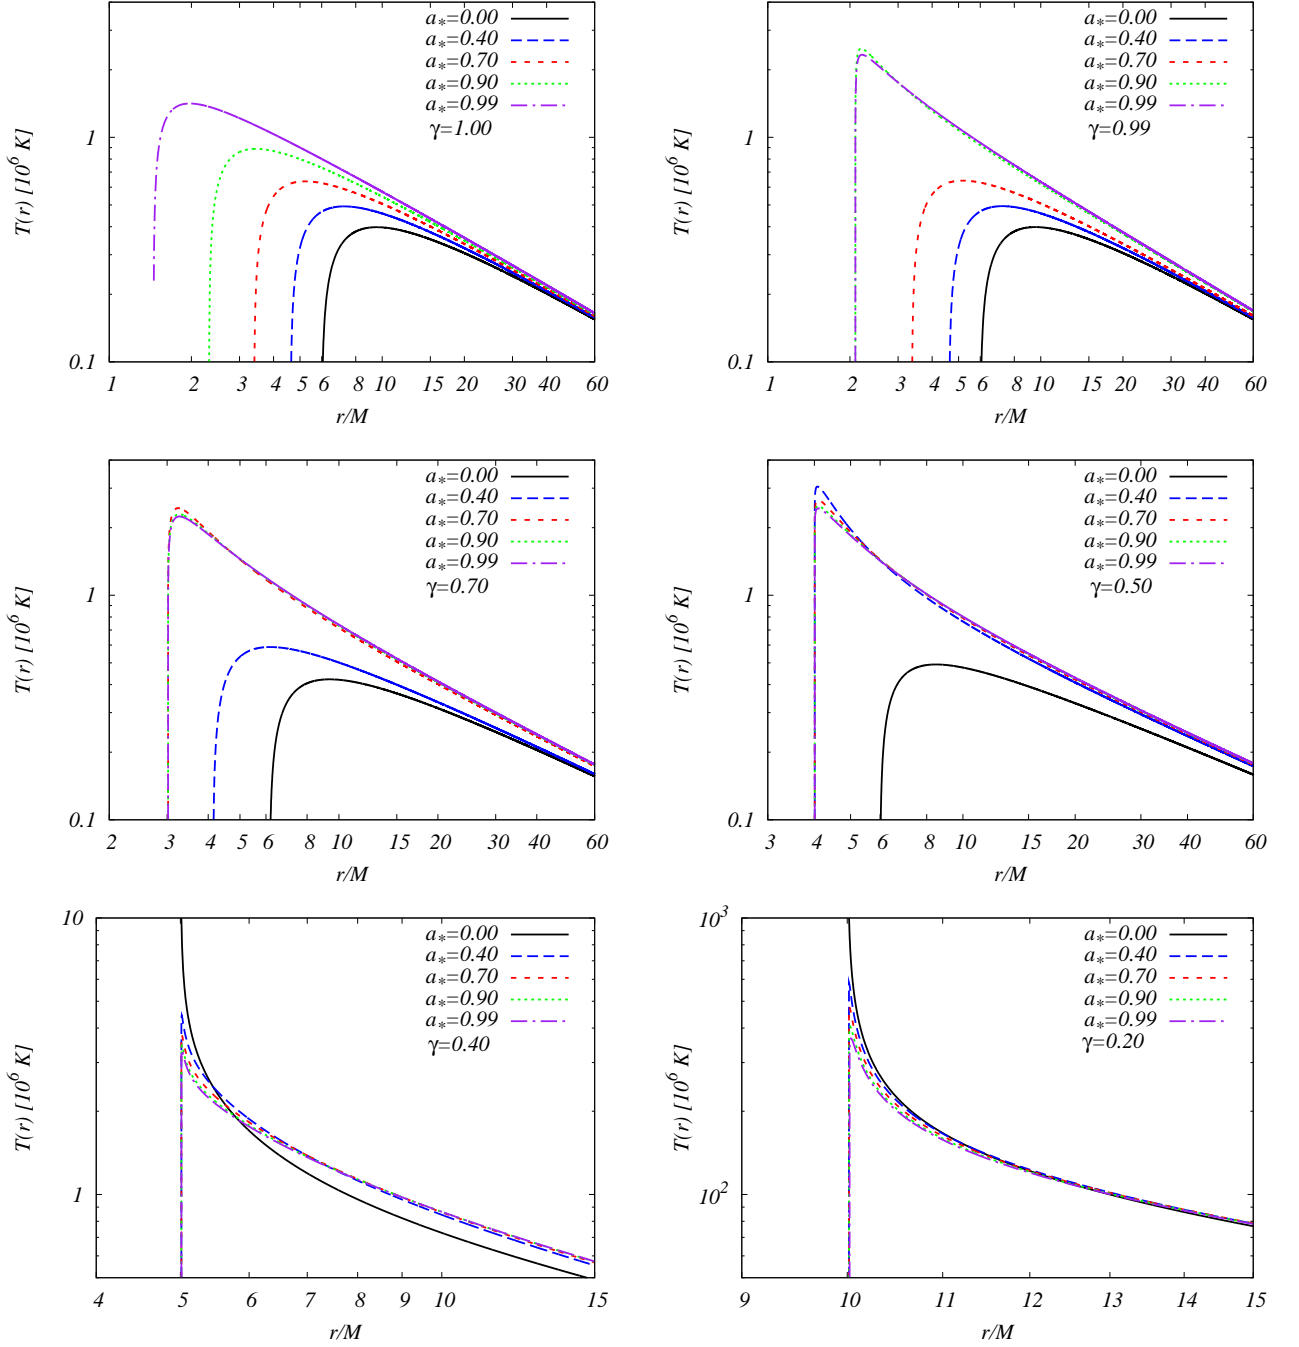 a*=0.00
a*=0.40
a*=0.70
a*=0.90
a*=0.99
γ=1.00
T(r) [10^6 K]
1
0.1
1 2 3 4 5 6 8 10 15 20 30 40 60
r/M
a*=0.00
a*=0.40
a*=0.70
a*=0.90
a*=0.99
γ=0.99
T(r) [10^6 K]
1
0.1
1 2 3 4 5 6 8 10 15 20 30 40 60
r/M
a*=0.00
a*=0.40
a*=0.70
a*=0.90
a*=0.99
γ=0.70
T(r) [10^6 K]
1
0.1
2 3 4 5 6 8 10 15 20 30 40 60
r/M
a*=0.00
a*=0.40
a*=0.70
a*=0.90
a*=0.99
γ=0.50
T(r) [10^6 K]
1
0.1
3 4 5 6 8 10 15 20 30 40 60
r/M
10
a*=0.00
a*=0.40
a*=0.70
a*=0.90
a*=0.99
γ=0.40
T(r) [10^6 K]
1
4 5 6 7 8 9 10 15
r/M
10^3
a*=0.00
a*=0.40
a*=0.70
a*=0.90
a*=0.99
γ=0.20
T(r) [10^6 K]
10^2
9 10 11 12 13 14 15
r/M